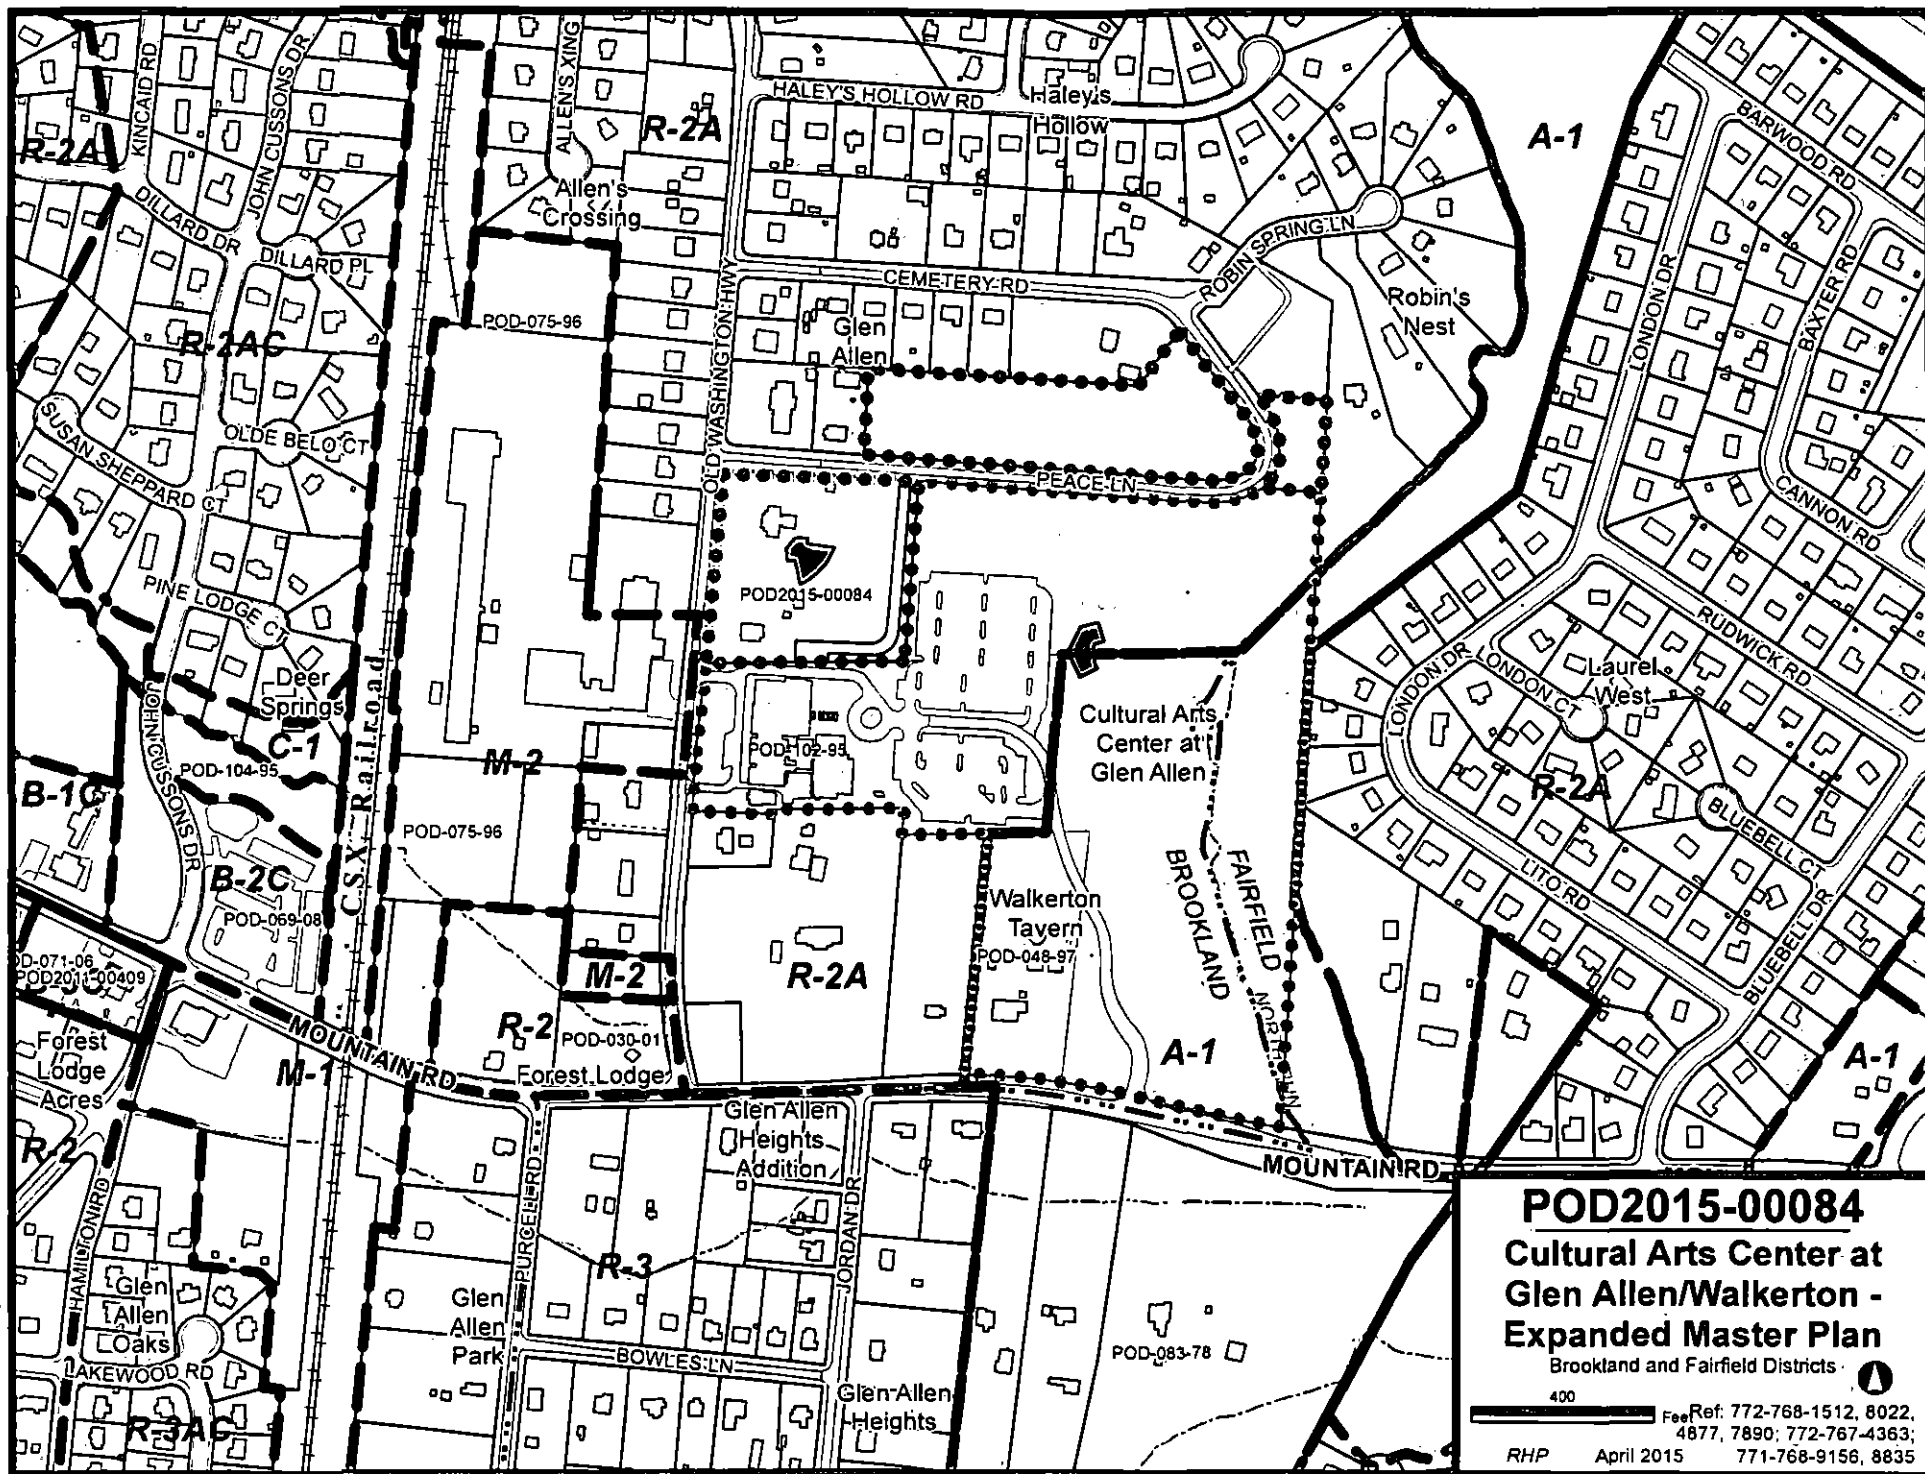 KINCAID RD
JOHN CUSSONS DR
ALLEN'S XING
R-2A
HALEY'S HOLLOW RD
Haley's
Hollow
A-1
BARWOOD RD
R-2A
DILLARD DR
Allen's
Crossing
DILLARD PL
OLD WASHINGTON HWY
CEMETERY RD
ROBIN SPRING LN
Robin's
Nest
LONDON DR
BAXTER RD
POD-075-96
Glen
Allen
R-2AC
SUSAN SHEPPARD CT
OLDE BELO CT
PEACE LN
CANNON RD
PINE LODGE CT
POD2015-00084
RUDWICK RD
LONDON DR
LONDON CT
Laurel
West
Deer
Springs
C-1
POD-104-95
JOHN CUSSONS DR
CSX Railroad
M-2
POD-102-95
Cultural Arts
Center at
Glen Allen
R-2A
BLUEBELL CT
B-1C
POD-075-96
B-2C
POD-069-08
BROOKLAND
FAIRFIELD
LITO RD
BLUEBELL DR
Walkerton
Tavern
POD-048-97
POD-071-06
POD2011-00409
M-2
R-2A
R-2
POD-030-01
Forest Lodge
MOUNTAIN RD
Forest
Lodge
Acres
M-1
A-1
A-1
Glen Allen
Heights
Addition
MOUNTAIN RD
R-2
HAMILTON RD
PURCELL RD
JORDAN DR
R-3
Glen
Allen
Oaks
Glen
Allen
Park
BOWLES LN
POD-083-78
LAKEWOOD RD
R-3AC
Glen Allen
Heights
POD2015-00084
Cultural Arts Center at
Glen Allen/Walkerton -
Expanded Master Plan
Brookland and Fairfield Districts
400
Feet Ref: 772-768-1512, 8022,
4877, 7890; 772-767-4363;
RHP April 2015 771-768-9156, 8835